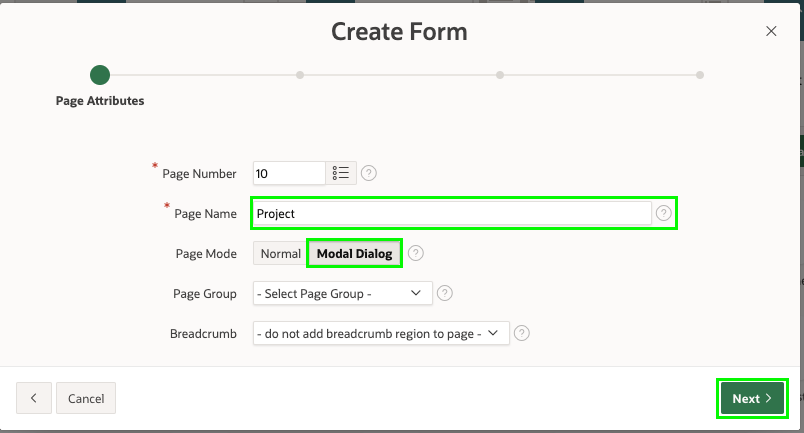 Create Form
Page Attributes
* Page Number 10 ?
* Page Name Project ?
Page Mode Normal Modal Dialog ?
Page Group - Select Page Group - ?
Breadcrumb - do not add breadcrumb region to page - ?
Cancel Next